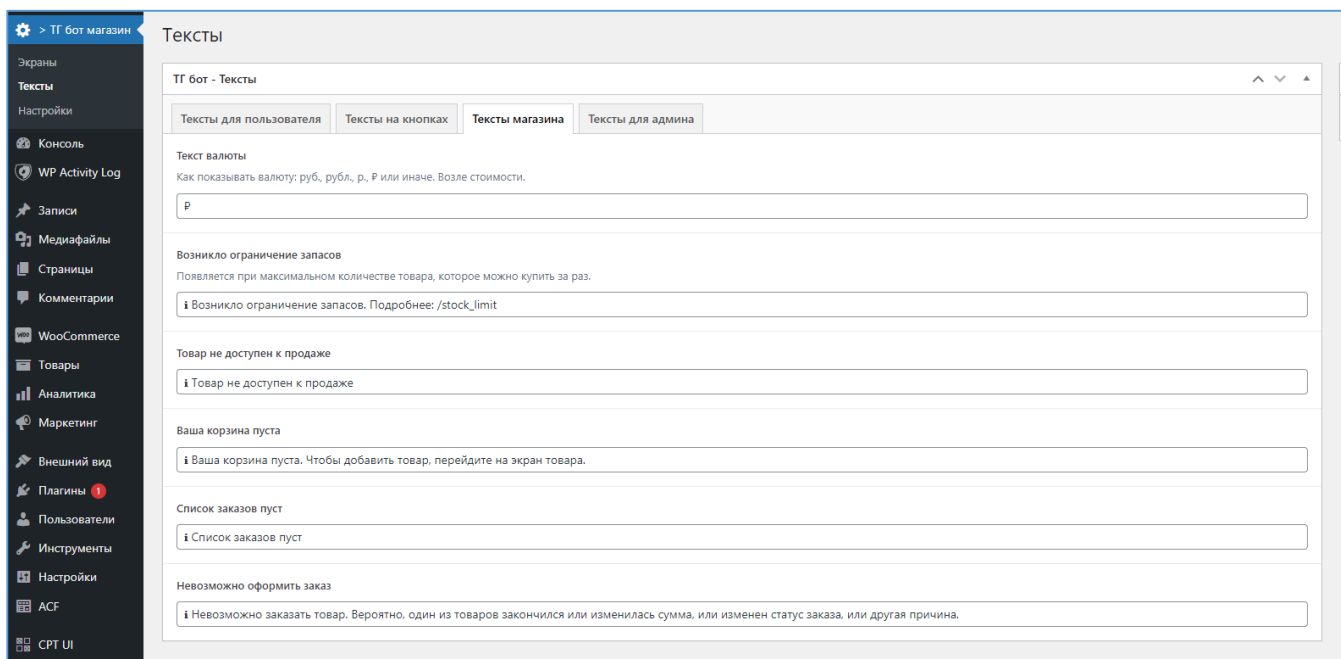 > ТГ бот магазин
Экраны
Тексты
Настройки
Консоль
WP Activity Log
Записи
Медиафайлы
Страницы
Комментарии
WooCommerce
Товары
Аналитика
Маркетинг
Внешний вид
Плагины 1
Пользователи
Инструменты
Настройки
ACF
CPT UI
Тексты
ТГ бот - Тексты
Тексты для пользователя
Тексты на кнопках
Тексты магазина
Тексты для админа
Текст валюты
Как показывать валюту: руб., рубл., р., ₽ или иначе. Возле стоимости.
₽
Возникло ограничение запасов
Появляется при максимальном количестве товара, которое можно купить за раз.
ℹ Возникло ограничение запасов. Подробнее: /stock_limit
Товар не доступен к продаже
ℹ Товар не доступен к продаже
Ваша корзина пуста
ℹ Ваша корзина пуста. Чтобы добавить товар, перейдите на экран товара.
Список заказов пуст
ℹ Список заказов пуст
Невозможно оформить заказ
ℹ Невозможно заказать товар. Вероятно, один из товаров закончился или изменилась сумма, или изменен статус заказа, или другая причина.